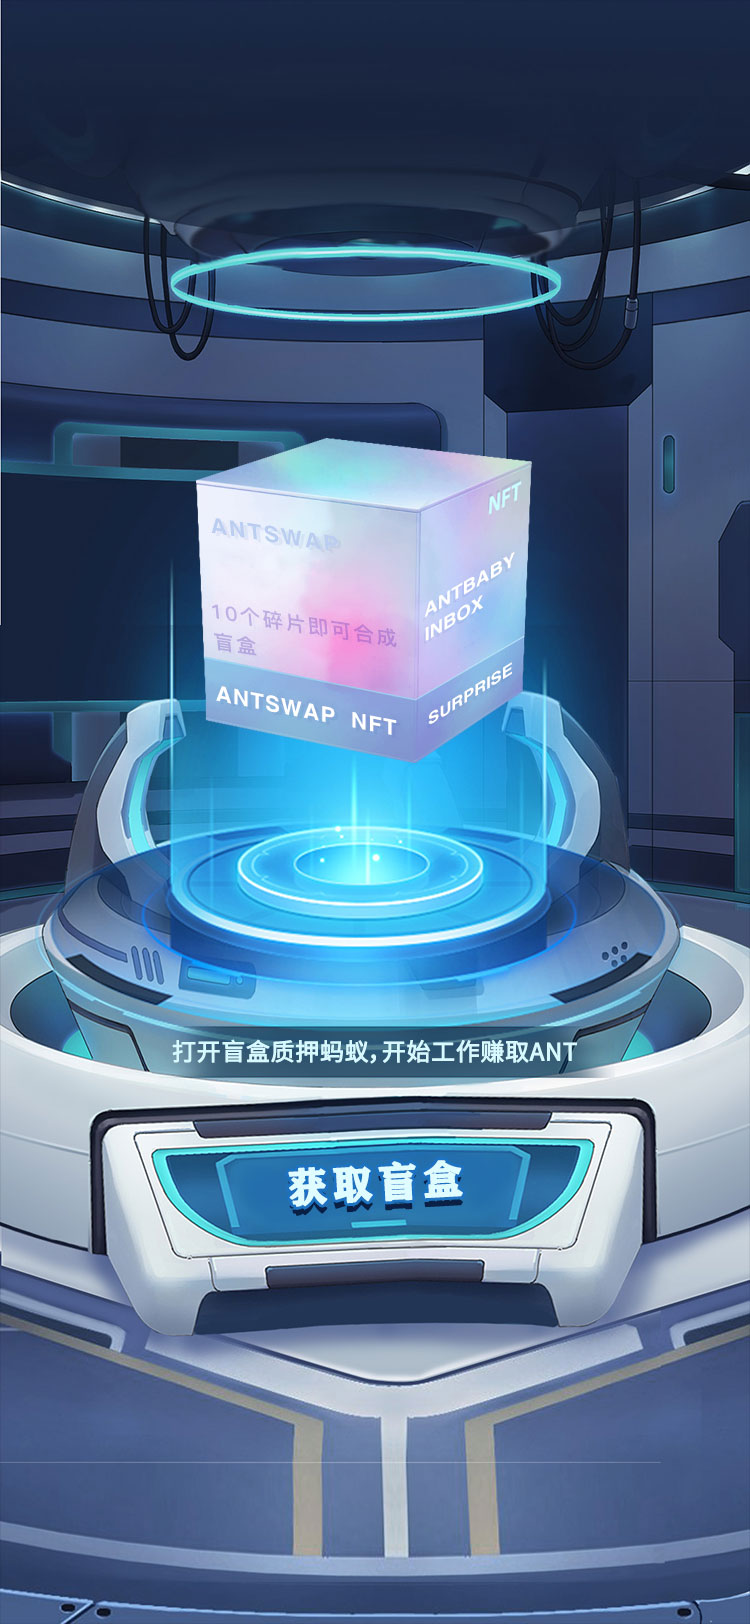 NFT
ANTSWAP
ANTBABY
INBOX
10个碎片即可合成
盲盒
SURPRISE
ANTSWAP NFT
打开盲盒质押蚂蚁,开始工作赚取ANT
获取盲盒